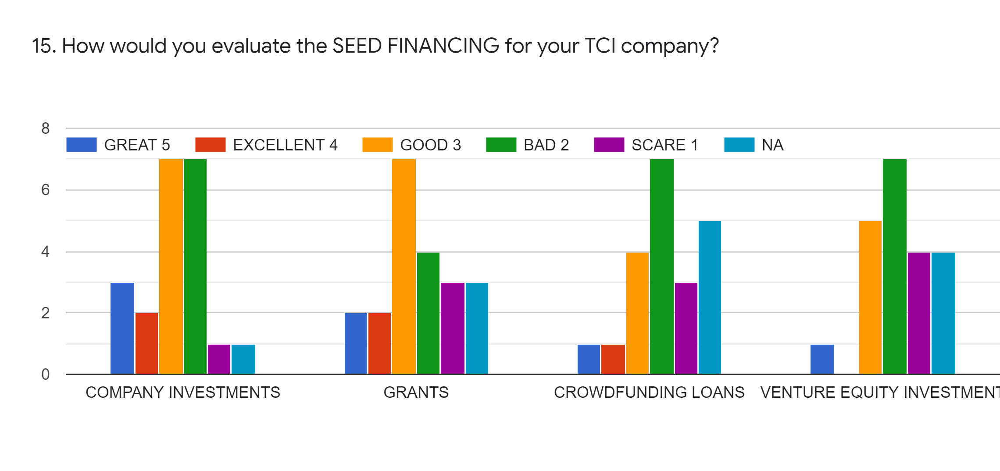 15. How would you evaluate the SEED FINANCING for your TCI company?
8
GREAT 5 EXCELLENT 4 GOOD 3 BAD 2 SCARE 1 NA
6
4
2
0
COMPANY INVESTMENTS GRANTS CROWDFUNDING LOANS VENTURE EQUITY INVESTMENT